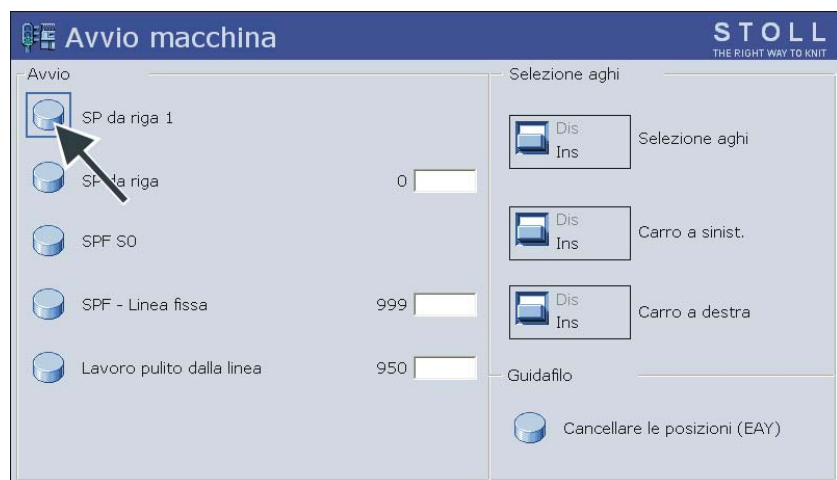 Avvio macchina
STOLL
THE RIGHT WAY TO KNIT
Avvio
SP da riga 1
SP da riga 0
SPF S0
SPF - Linea fissa 999
Lavoro pulito dalla linea 950
Selezione aghi
Dis
Ins
Selezione aghi
Dis
Ins
Carro a sinist.
Dis
Ins
Carro a destra
Guidafilo
Cancellare le posizioni (EAY)